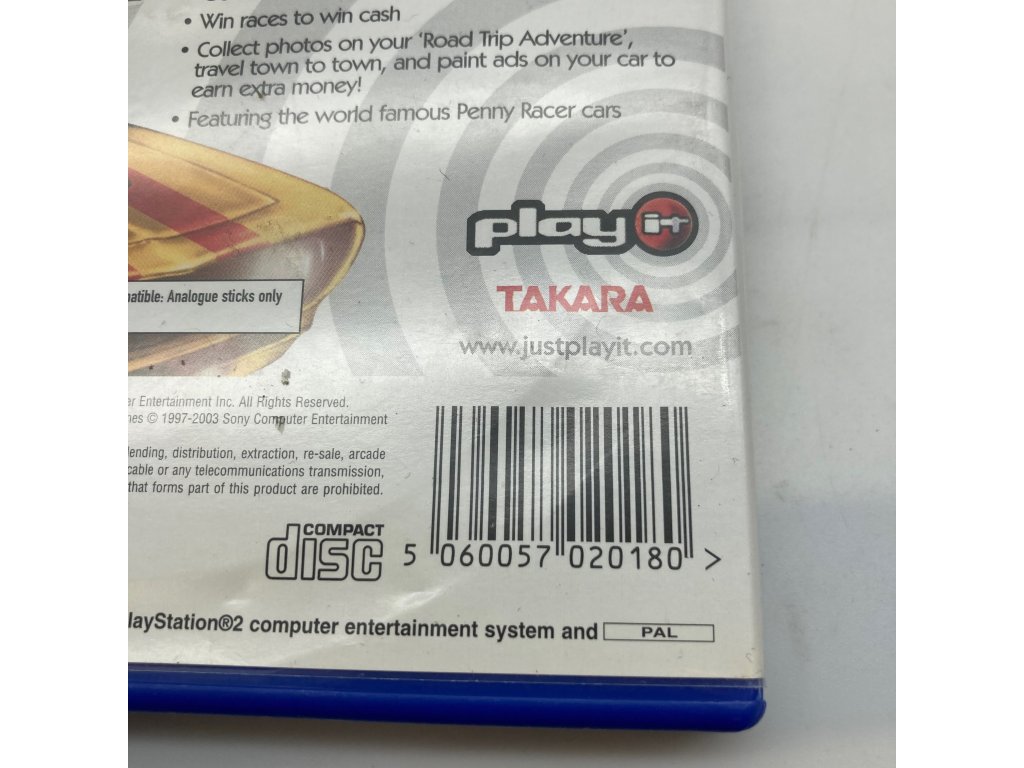 • Win races to win cash
• Collect photos on your 'Road Trip Adventure',
travel town to town, and paint ads on your car to
earn extra money!
• Featuring the world famous Penny Racer cars
play it
TAKARA
www.justplayit.com
Analogue sticks only
Entertainment Inc. All Rights Reserved.
© 1997-2003 Sony Computer Entertainment
lending, distribution, extraction, re-sale, arcade
cable or any telecommunications transmission,
that forms part of this product are prohibited.
COMPACT
disc
5 060057 020180 >
layStation®2 computer entertainment system and PAL